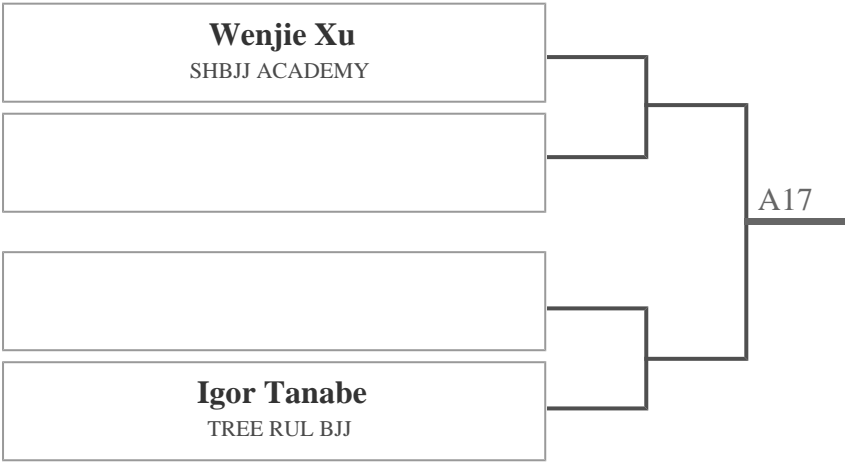 Wenjie Xu
SHBJJ ACADEMY
A17
Igor Tanabe
TREE RUL BJJ